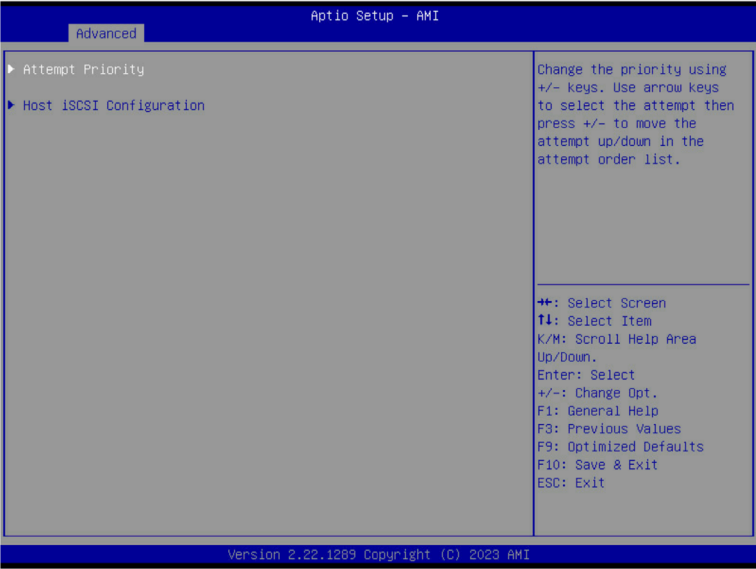 Aptio Setup – AMI
Advanced
▶ Attempt Priority
▶ Host iSCSI Configuration
Change the priority using
+/– keys. Use arrow keys
to select the attempt then
press +/– to move the
attempt up/down in the
attempt order list.
→←: Select Screen
↑↓: Select Item
K/M: Scroll Help Area
Up/Down.
Enter: Select
+/–: Change Opt.
F1: General Help
F3: Previous Values
F9: Optimized Defaults
F10: Save & Exit
ESC: Exit
Version 2.22.1289 Copyright (C) 2023 AMI